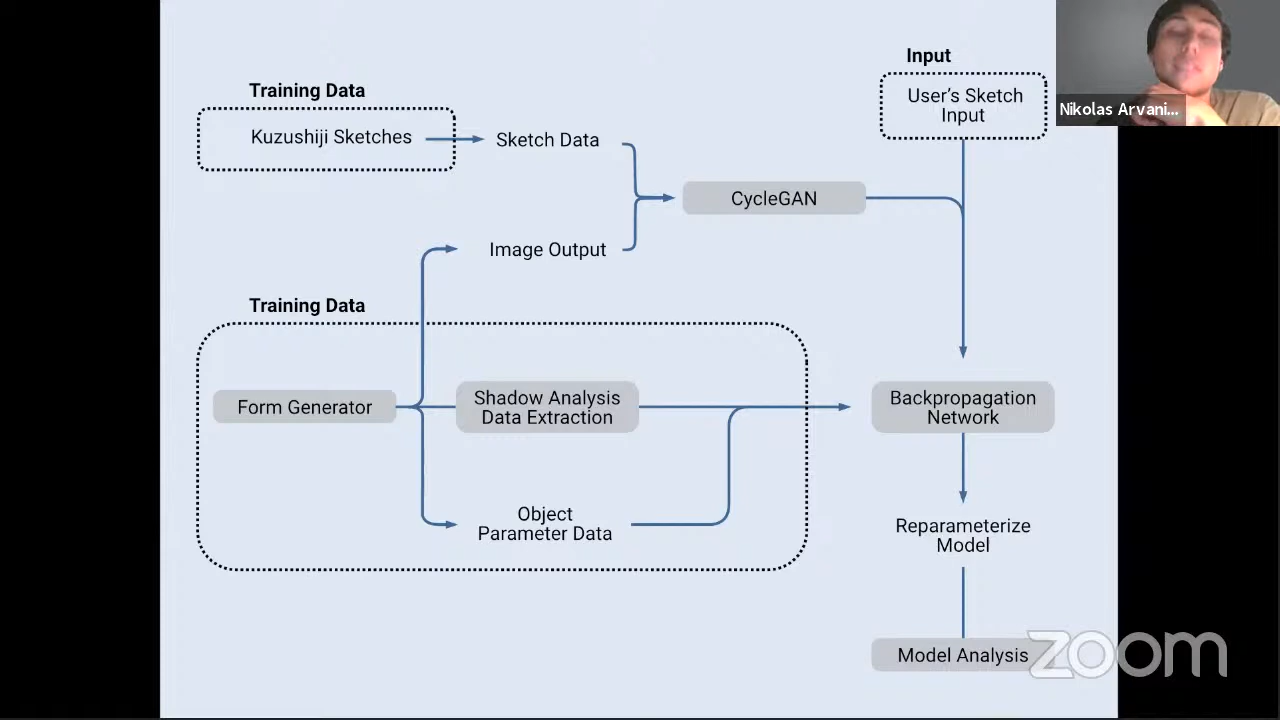 Input
Training Data
User's Sketch
Input
Nikolas Arvani...
Kuzushiji Sketches
Sketch Data
CycleGAN
Image Output
Training Data
Form Generator
Shadow Analysis
Data Extraction
Backpropagation
Network
Object
Parameter Data
Reparameterize
Model
Model Analysis
zoom